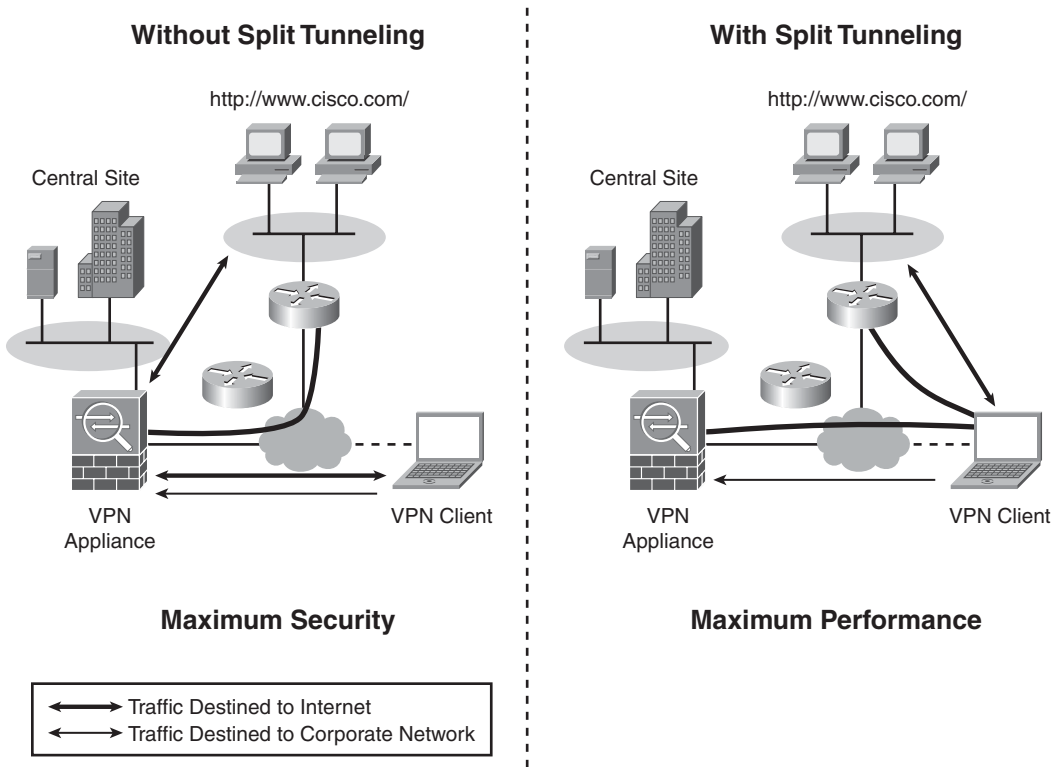 Without Split Tunneling
http://www.cisco.com/
Central Site
VPN
Appliance
VPN Client
Maximum Security
Traffic Destined to Internet
Traffic Destined to Corporate Network
With Split Tunneling
http://www.cisco.com/
Central Site
VPN
Appliance
VPN Client
Maximum Performance